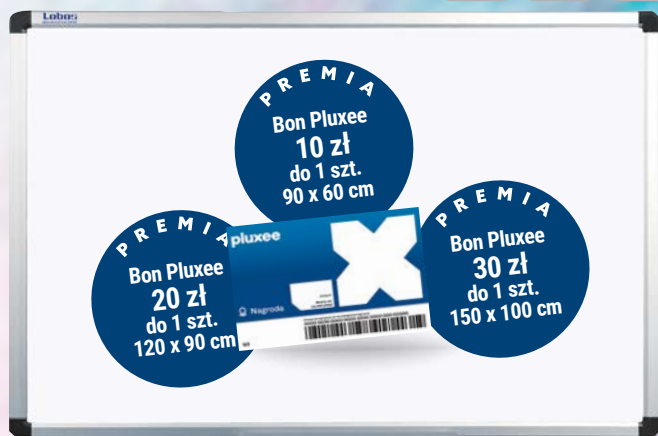 Lobos
PREMIA
Bon Pluxee
10 zł
do 1 szt.
90 x 60 cm
PREMIA
Bon Pluxee
20 zł
do 1 szt.
120 x 90 cm
pluxee
Nagroda
PREMIA
Bon Pluxee
30 zł
do 1 szt.
150 x 100 cm